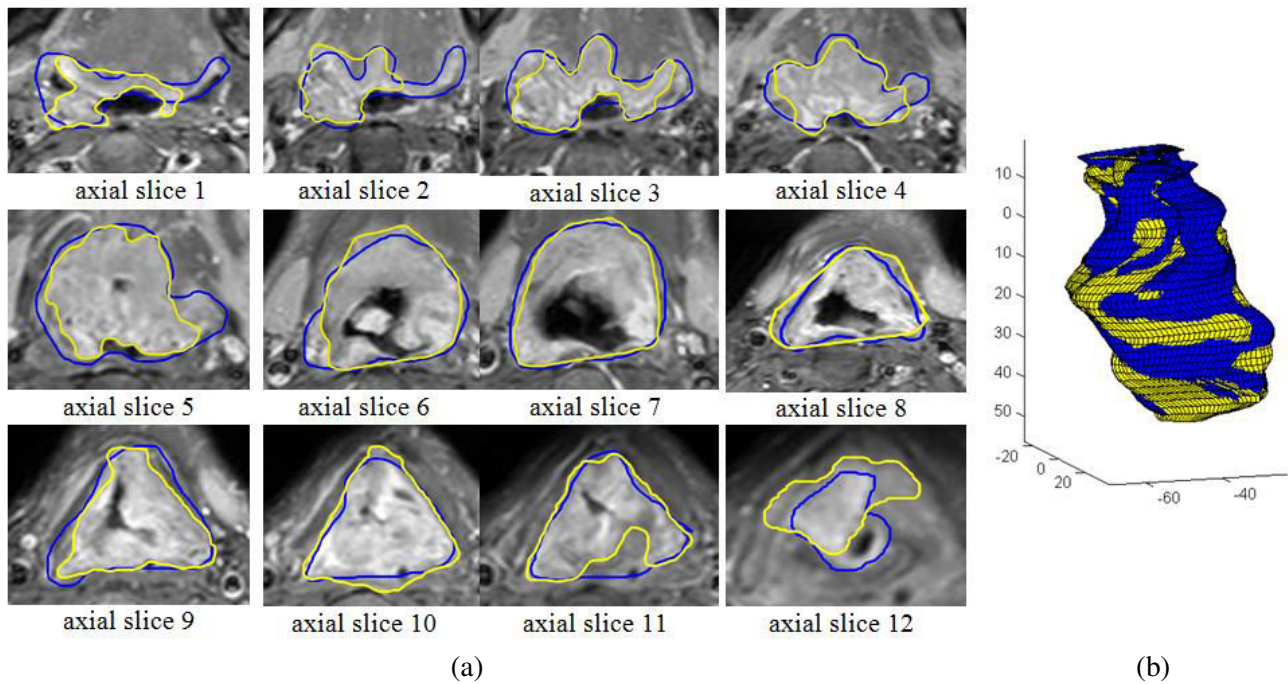 axial slice 1
axial slice 2
axial slice 3
axial slice 4
axial slice 5
axial slice 6
axial slice 7
axial slice 8
axial slice 9
axial slice 10
axial slice 11
axial slice 12
(a)
10
0
10
20
30
40
50
-20
0
20
-60
-40
(b)